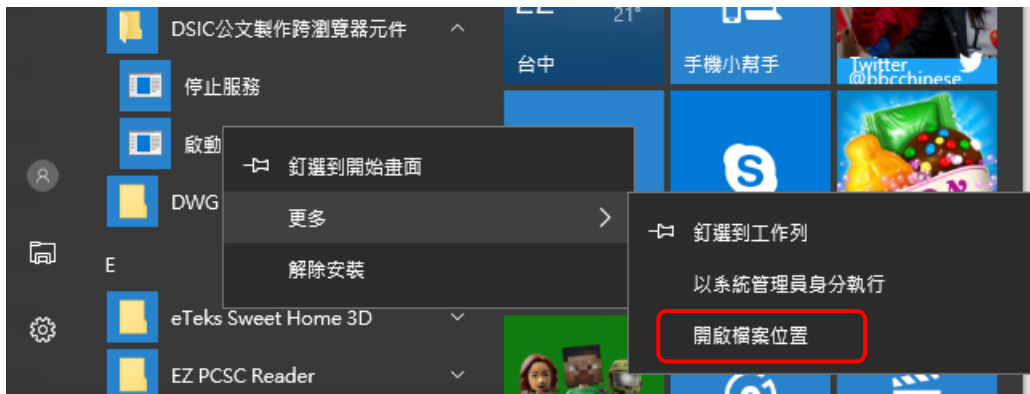 DSIC公文製作跨瀏覽器元件
停止服務
啟動
DWG
E
eTeks Sweet Home 3D
EZ PCSC Reader
釘選到開始畫面
更多
解除安裝
釘選到工作列
以系統管理員身分執行
開啟檔案位置
21°
台中
手機小幫手
Twitter
@bbcchinese